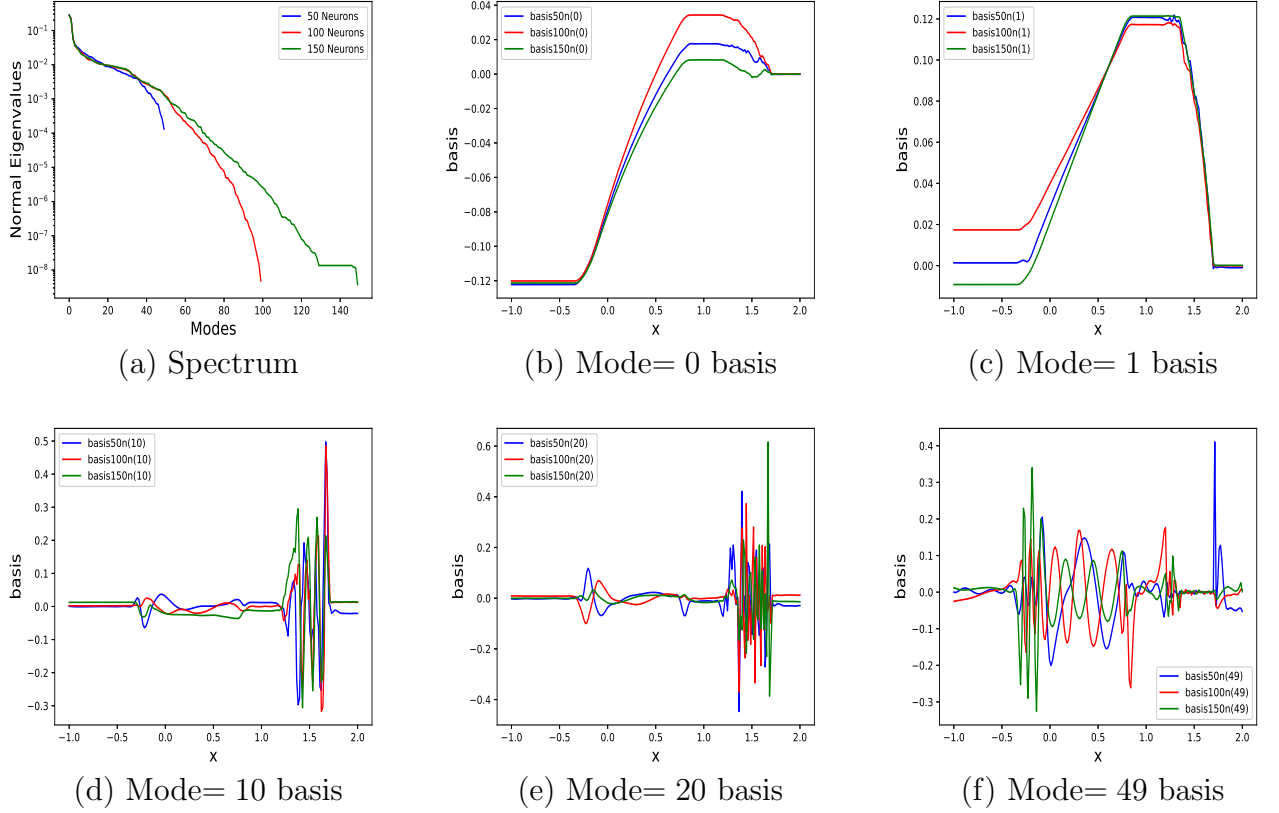 50 Neurons
100 Neurons
150 Neurons
10⁻¹
10⁻²
10⁻³
10⁻⁴
10⁻⁵
10⁻⁶
10⁻⁷
10⁻⁸
Normal Eigenvalues
0 20 40 60 80 100 120 140
Modes
(a) Spectrum
basis50n(0)
basis100n(0)
basis150n(0)
0.04
0.02
0.00
−0.02
−0.04
−0.06
−0.08
−0.10
−0.12
basis
−1.0 −0.5 0.0 0.5 1.0 1.5 2.0
x
(b) Mode= 0 basis
basis50n(1)
basis100n(1)
basis150n(1)
0.12
0.10
0.08
0.06
0.04
0.02
0.00
basis
−1.0 −0.5 0.0 0.5 1.0 1.5 2.0
x
(c) Mode= 1 basis
basis50n(10)
basis100n(10)
basis150n(10)
0.5
0.4
0.3
0.2
0.1
0.0
−0.1
−0.2
−0.3
basis
−1.0 −0.5 0.0 0.5 1.0 1.5 2.0
x
(d) Mode= 10 basis
basis50n(20)
basis100n(20)
basis150n(20)
0.6
0.4
0.2
0.0
−0.2
−0.4
basis
−1.0 −0.5 0.0 0.5 1.0 1.5 2.0
x
(e) Mode= 20 basis
0.4
0.3
0.2
0.1
0.0
−0.1
−0.2
−0.3
basis
basis50n(49)
basis100n(49)
basis150n(49)
−1.0 −0.5 0.0 0.5 1.0 1.5 2.0
x
(f) Mode= 49 basis